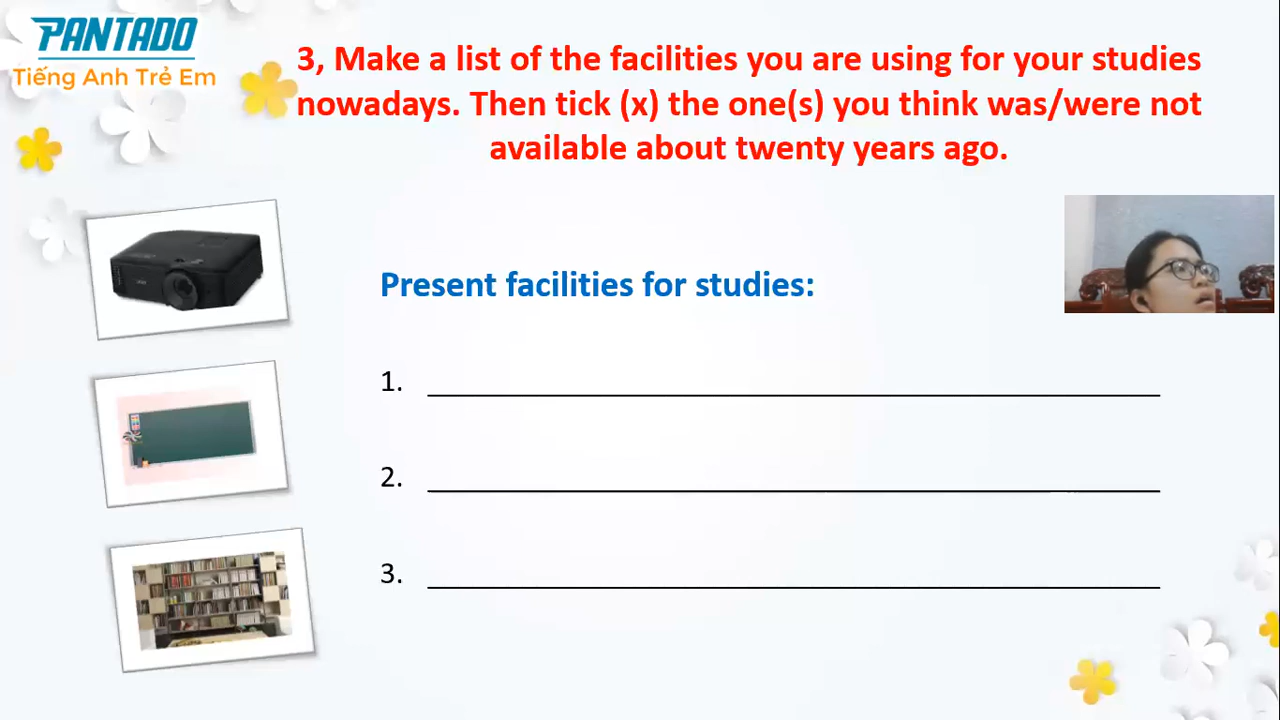 PANTADO
Tiếng Anh Trẻ Em
3, Make a list of the facilities you are using for your studies
nowadays. Then tick (x) the one(s) you think was/were not
available about twenty years ago.
Present facilities for studies:
1. 
2. 
3.